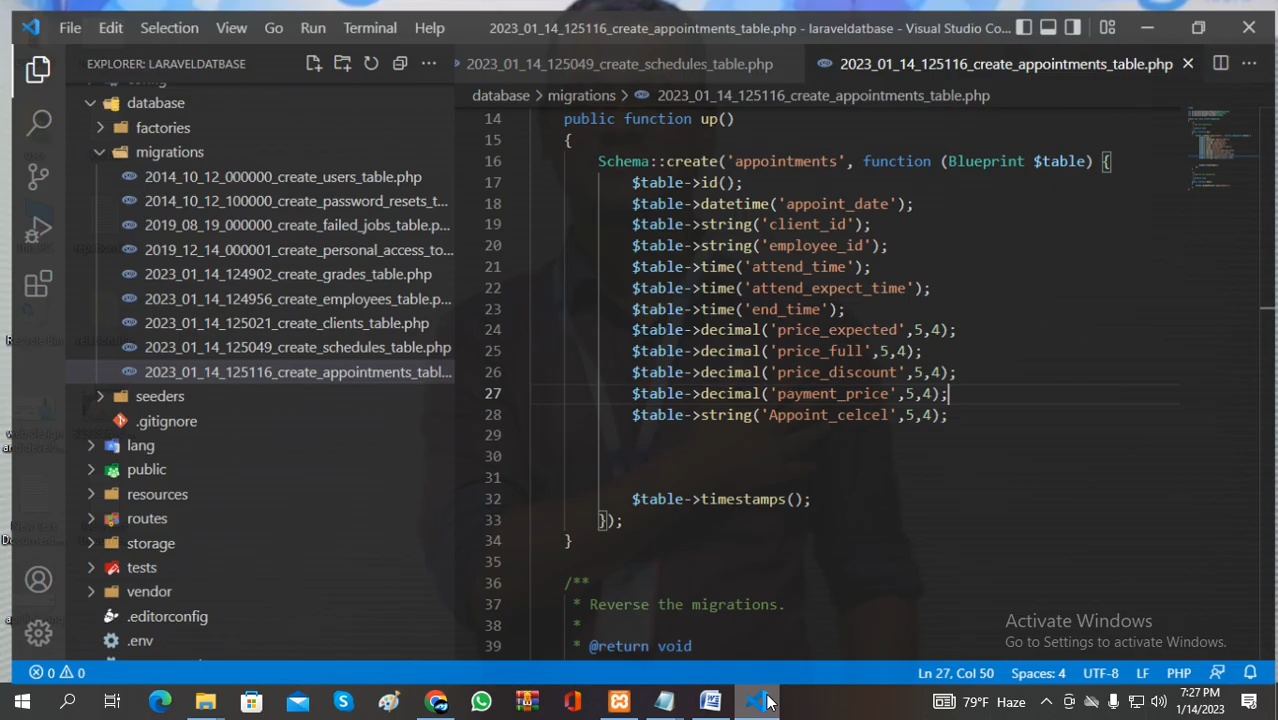 File Edit Selection View Go Run Terminal Help 2023_01_14_125116_create_appointments_table.php - laraveldatbase - Visual Studio Co...
EXPLORER: LARAVELDATBASE
database
factories
migrations
2014_10_12_000000_create_users_table.php
2014_10_12_100000_create_password_resets_t...
2019_08_19_000000_create_failed_jobs_table.p...
2019_12_14_000001_create_personal_access_to...
2023_01_14_124902_create_grades_table.php
2023_01_14_124956_create_employees_table.p...
2023_01_14_125021_create_clients_table.php
2023_01_14_125049_create_schedules_table.php
2023_01_14_125116_create_appointments_tabl...
seeders
.gitignore
lang
public
resources
routes
storage
tests
vendor
.editorconfig
.env
2023_01_14_125049_create_schedules_table.php 2023_01_14_125116_create_appointments_table.php
database > migrations > 2023_01_14_125116_create_appointments_table.php
14 public function up()
15 {
16 Schema::create('appointments', function (Blueprint $table) {
17 $table->id();
18 $table->datetime('appoint_date');
19 $table->string('client_id');
20 $table->string('employee_id');
21 $table->time('attend_time');
22 $table->time('attend_expect_time');
23 $table->time('end_time');
24 $table->decimal('price_expected',5,4);
25 $table->decimal('price_full',5,4);
26 $table->decimal('price_discount',5,4);
27 $table->decimal('payment_price',5,4);
28 $table->string('Appoint_celcel',5,4);
29
30
31
32 $table->timestamps();
33 });
34 }
35
36 /**
37 * Reverse the migrations.
38 *
39 * @return void
Activate Windows
Go to Settings to activate Windows.
0 0 Ln 27, Col 50 Spaces: 4 UTF-8 LF PHP
79°F Haze 7:27 PM
1/14/2023